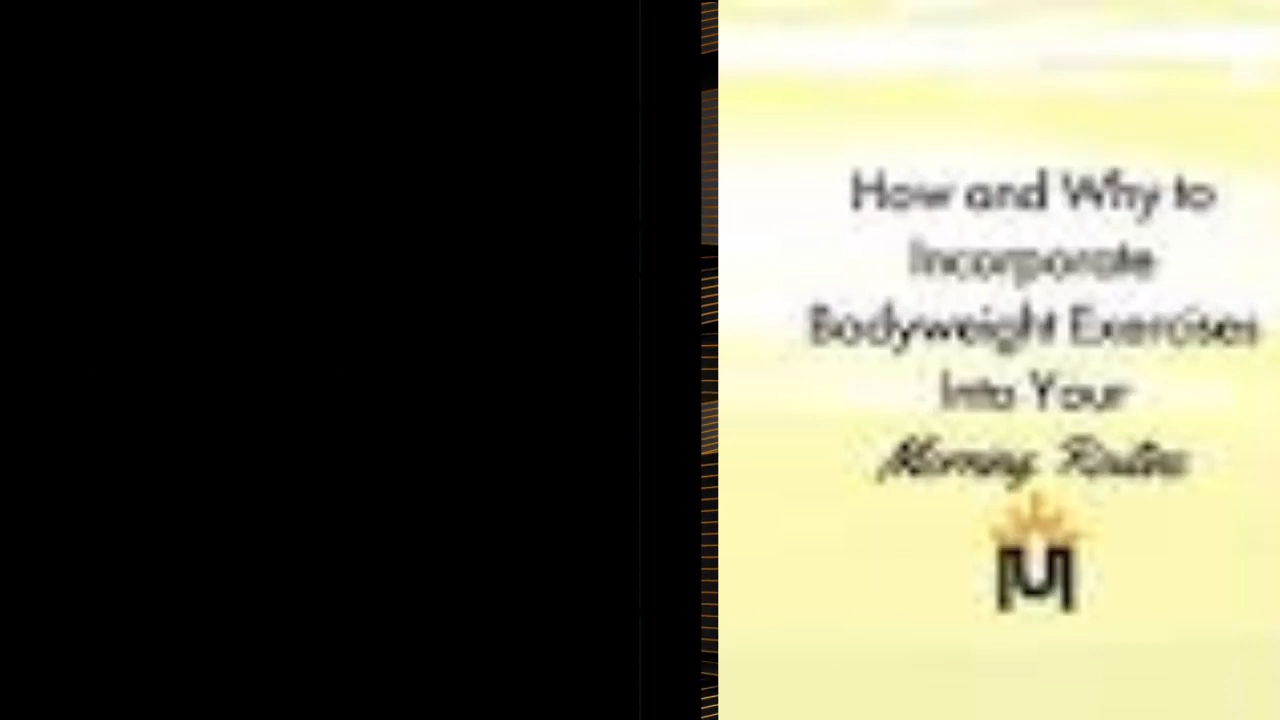 How and Why to
Incorporate
Bodyweight Exercises
Into Your
Morning Routine